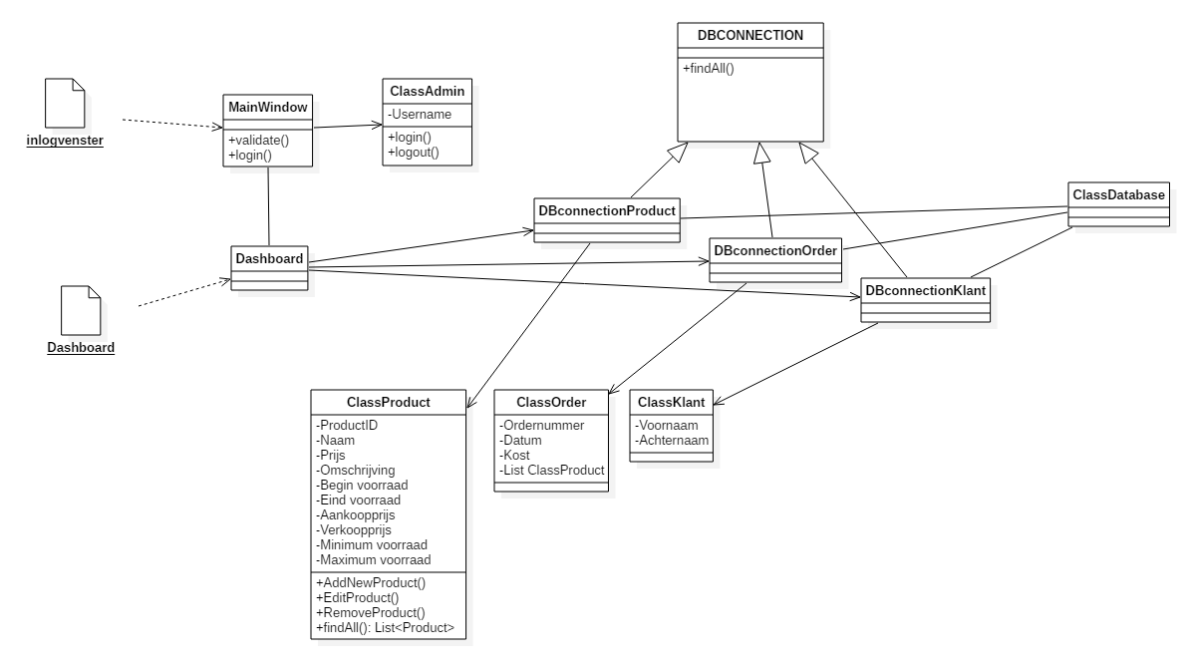 DBCONNECTION
+findAll()
inlogvenster
MainWindow
+validate()
+login()
ClassAdmin
-Username
+login()
+logout()
DBconnectionProduct
ClassDatabase
Dashboard
DBconnectionOrder
DBconnectionKlant
Dashboard
ClassProduct
-ProductID
-Naam
-Prijs
-Omschrijving
-Begin voorraad
-Eind voorraad
-Aankoopprijs
-Verkoopprijs
-Minimum voorraad
-Maximum voorraad
+AddNewProduct()
+EditProduct()
+RemoveProduct()
+findAll(): List<Product>
ClassOrder
-Ordernummer
-Datum
-Kost
-List ClassProduct
ClassKlant
-Voornaam
-Achternaam